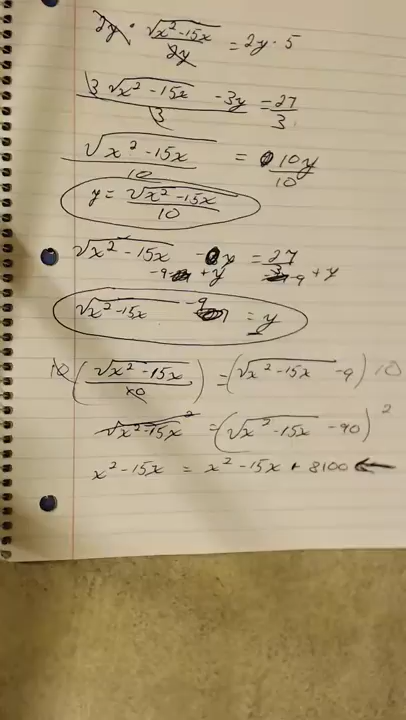 2y · √(x² - 15x) / 2y = 2y · 5
3 √(x² - 15x) - 3y / 3 = 27 / 3
√(x² - 15x) / 10 = 10y / 10
y = √(x² - 15x) / 10
√(x² - 15x) - y = 27 / 3
-9 + y -9 + y
√(x² - 15x) - 9 = y
10 ( √(x² - 15x) / 10 ) = ( √(x² - 15x) - 9 ) 10
√(x² - 15x)² = ( √(x² - 15x) - 90 )²
x² - 15x = x² - 15x + 8100 ←